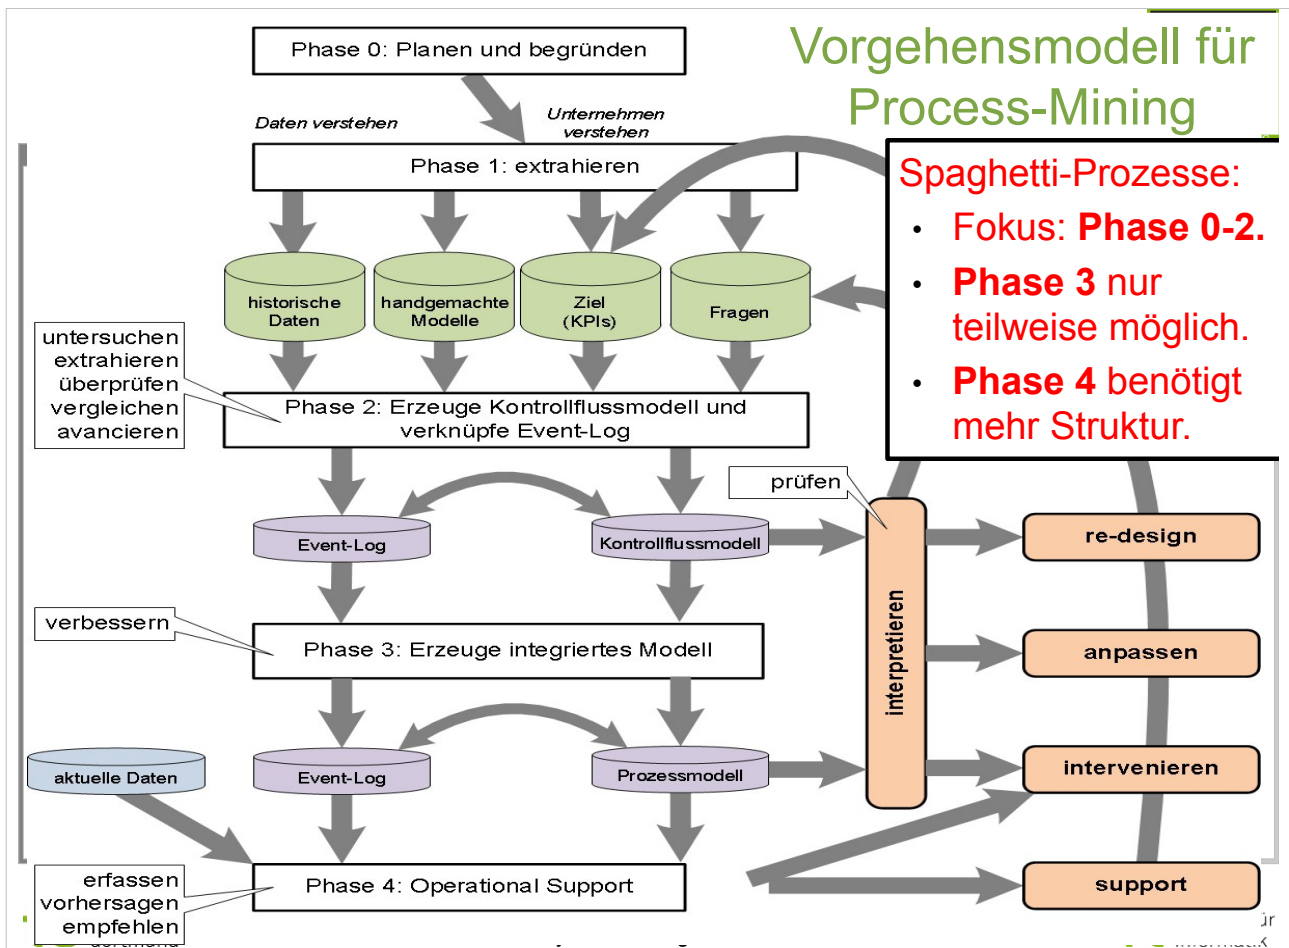 Vorgehensmodell für
Process-Mining
Phase 0: Planen und begründen
Daten verstehen
Unternehmen
verstehen
Phase 1: extrahieren
Spaghetti-Prozesse:
• Fokus: Phase 0-2.
• Phase 3 nur
teilweise möglich.
• Phase 4 benötigt
mehr Struktur.
historische
Daten
handgemachte
Modelle
Ziel
(KPIs)
Fragen
untersuchen
extrahieren
überprüfen
vergleichen
avancieren
Phase 2: Erzeuge Kontrollflussmodell und
verknüpfe Event-Log
prüfen
Event-Log
Kontrollflussmodell
interpretieren
re-design
verbessern
Phase 3: Erzeuge integriertes Modell
anpassen
aktuelle Daten
Event-Log
Prozessmodell
intervenieren
erfassen
vorhersagen
empfehlen
Phase 4: Operational Support
support